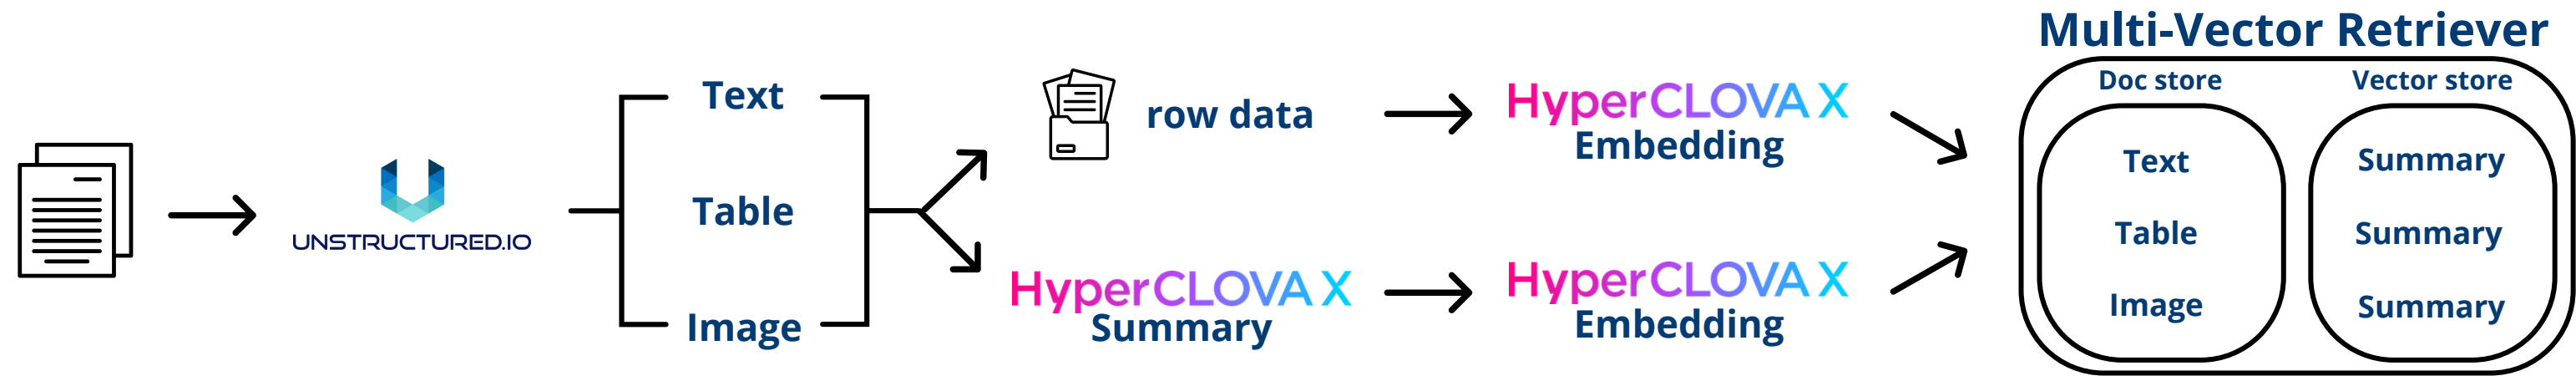 UNSTRUCTURED.IO
Text
Table
Image
row data
HyperCLOVA X
Summary
HyperCLOVA X
Embedding
HyperCLOVA X
Embedding
Multi-Vector Retriever
Doc store
Text
Table
Image
Vector store
Summary
Summary
Summary